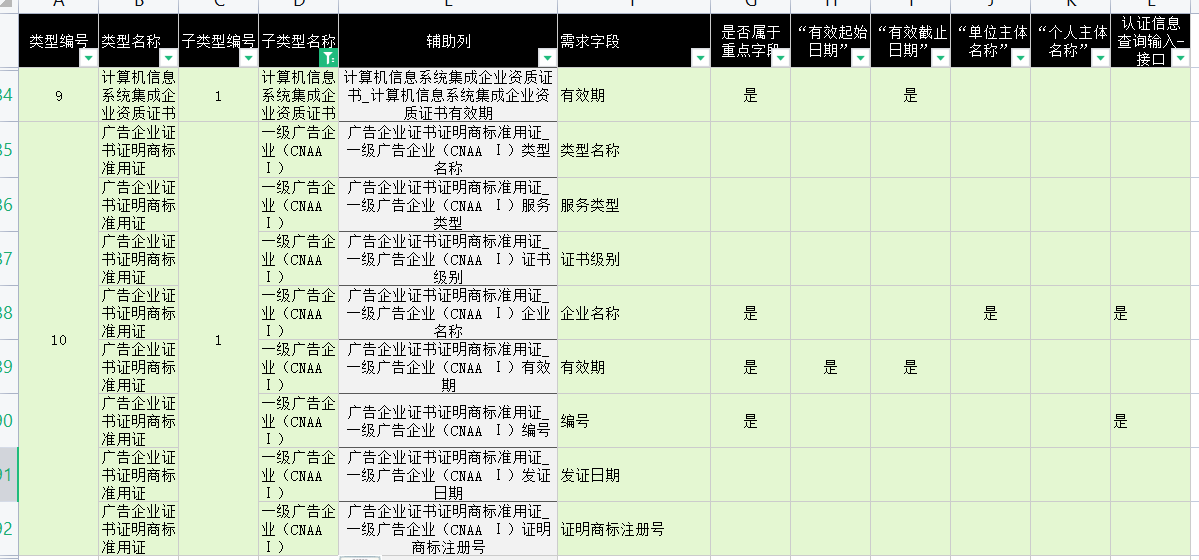 A B C D E F G H I J K L
类型编号 类型名称 子类型编号 子类型名称 辅助列 需求字段 是否属于 “有效起始 “有效截止 “单位主体 “个人主体 认证信息
重点字段 日期” 日期” 名称” 名称” 查询输入-
接口
计算机信息 计算机信息 计算机信息系统集成企业资质证
84 9 系统集成企 1 系统集成企 书_计算机信息系统集成企业资 有效期 是 是
业资质证书 业资质证书 质证书有效期
广告企业证 一级广告企 广告企业证书证明商标准用证_
85 书证明商标 业（CNAA 一级广告企业（CNAA Ⅰ）类型 类型名称
准用证 Ⅰ） 名称
广告企业证 一级广告企 广告企业证书证明商标准用证_
86 书证明商标 业（CNAA 一级广告企业（CNAA Ⅰ）服务 服务类型
准用证 Ⅰ） 类型
广告企业证 一级广告企 广告企业证书证明商标准用证_
87 书证明商标 业（CNAA 一级广告企业（CNAA Ⅰ）证书 证书级别
准用证 Ⅰ） 级别
广告企业证 一级广告企 广告企业证书证明商标准用证_
88 书证明商标 业（CNAA 一级广告企业（CNAA Ⅰ）企业 企业名称 是 是 是
准用证 Ⅰ） 名称
10 1
广告企业证 一级广告企 广告企业证书证明商标准用证_
89 书证明商标 业（CNAA 一级广告企业（CNAA Ⅰ）有效 有效期 是 是 是
准用证 Ⅰ） 期
广告企业证 一级广告企 广告企业证书证明商标准用证_
90 书证明商标 业（CNAA 一级广告企业（CNAA Ⅰ）编号 编号 是 是
准用证 Ⅰ）
广告企业证 一级广告企 广告企业证书证明商标准用证_
91 书证明商标 业（CNAA 一级广告企业（CNAA Ⅰ）发证 发证日期
准用证 Ⅰ） 日期
广告企业证 一级广告企 广告企业证书证明商标准用证_
92 书证明商标 业（CNAA 一级广告企业（CNAA Ⅰ）证明 证明商标注册号
准用证 Ⅰ） 商标注册号